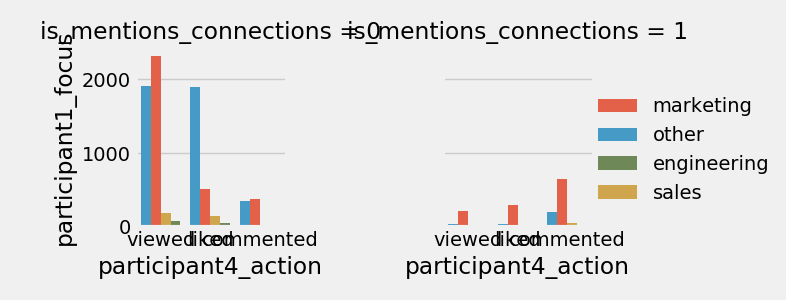 is_mentions_connections = 0
is_mentions_connections = 1
participant1_focus
2000
1000
0
viewed
liked
commented
participant4_action
viewed
liked
commented
participant4_action
marketing
other
engineering
sales